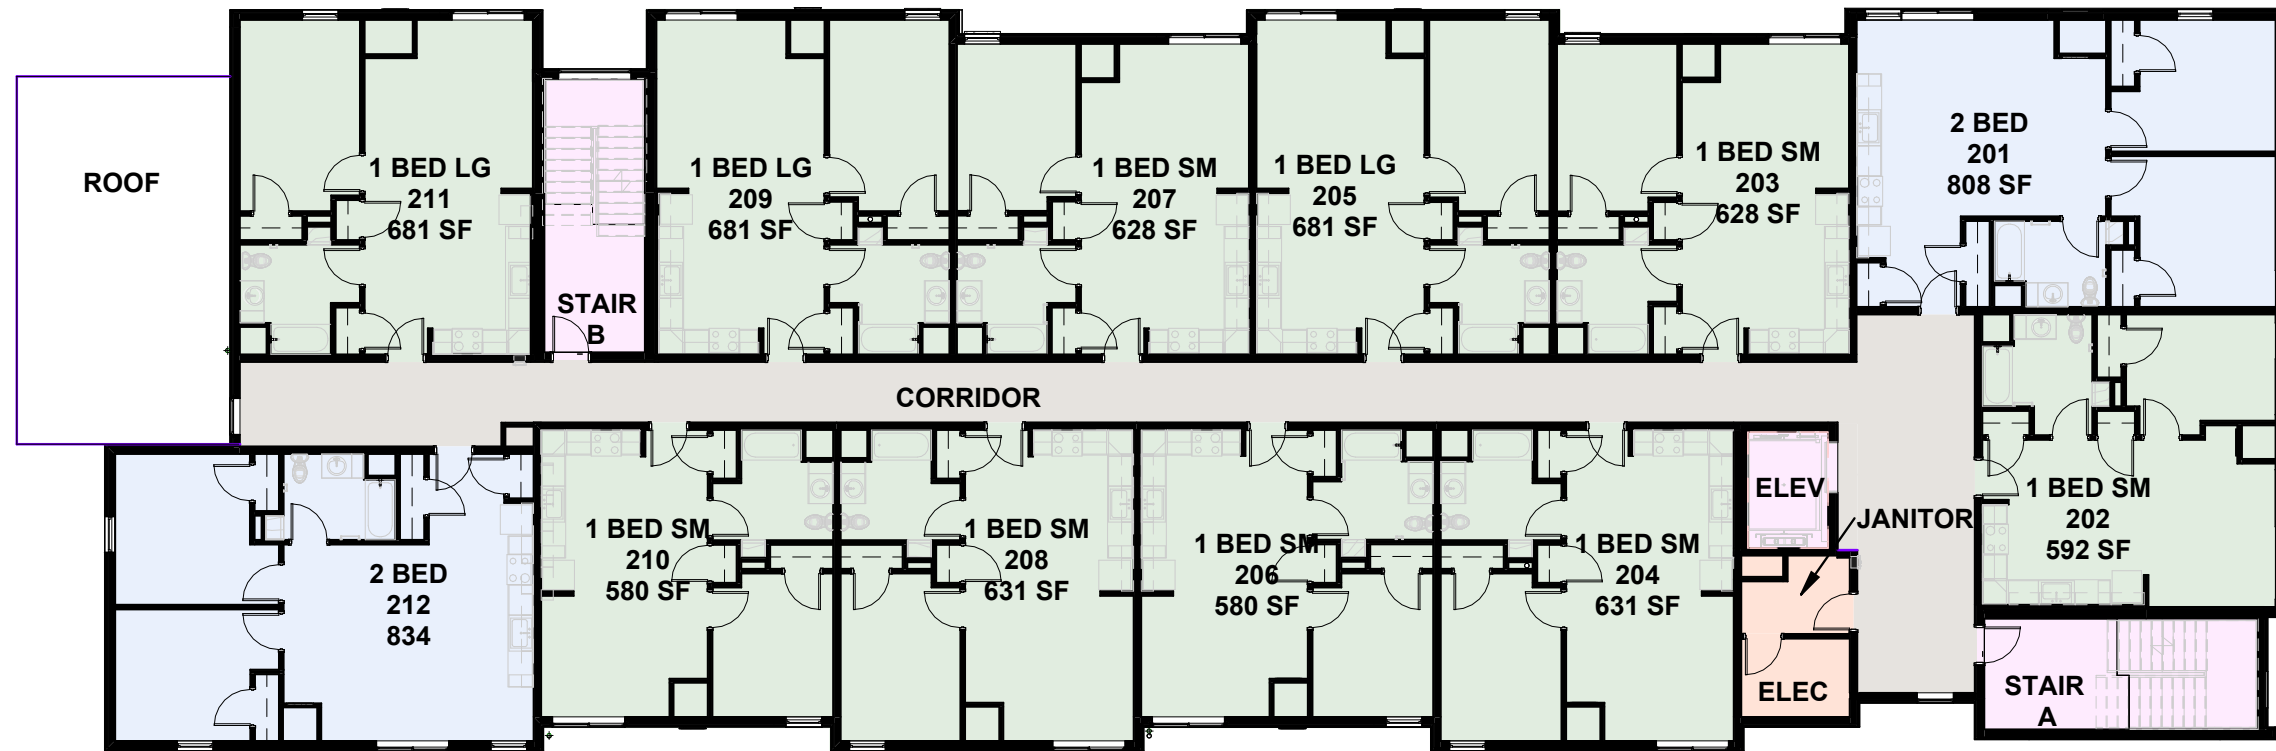 ROOF
1 BED LG
211
681 SF
STAIR
B
1 BED LG
209
681 SF
1 BED SM
207
628 SF
1 BED LG
205
681 SF
1 BED SM
203
628 SF
2 BED
201
808 SF
CORRIDOR
2 BED
212
834
1 BED SM
210
580 SF
1 BED SM
208
631 SF
1 BED SM
206
580 SF
1 BED SM
204
631 SF
ELEV
JANITOR
ELEC
1 BED SM
202
592 SF
STAIR
A